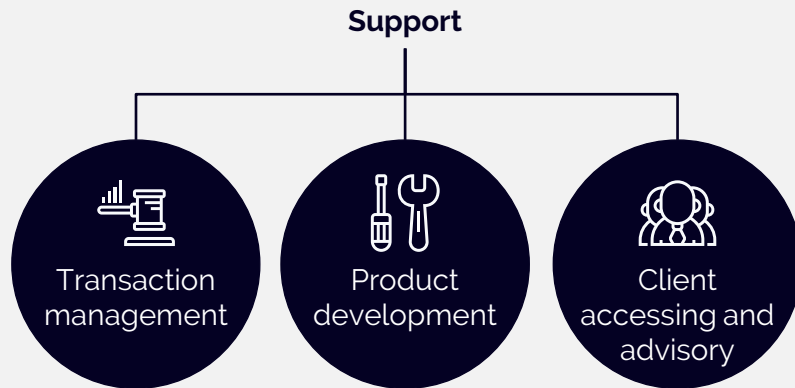 Support
Transaction
management
Product
development
Client
accessing and
advisory